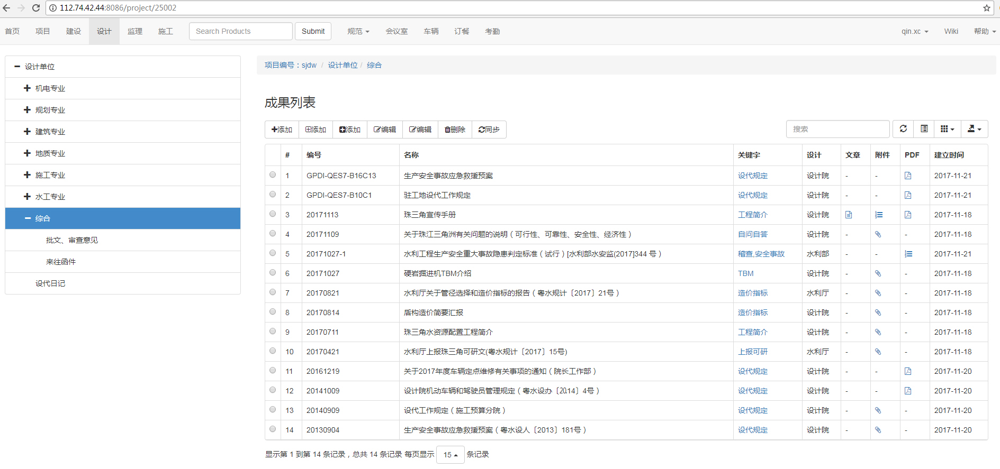 112.74.42.44:8086/project/25002
首页 项目 建设 设计 监理 施工 Search Products Submit 规范 会议室 车辆 订餐 考勤 qin.xc Wiki 帮助
设计单位
机电专业
规划专业
建筑专业
地质专业
施工专业
水工专业
综合
批文、审查意见
来往函件
设代日记
项目编号：sjdw / 设计单位 / 综合
成果列表
添加 添加 添加 编辑 编辑 删除 同步 搜索
# 编号 名称 关键字 设计 文章 附件 PDF 建立时间
1 GPDI-QES7-B16C13 生产安全事故应急救援预案 设代规定 设计院 - - 2017-11-21
2 GPDI-QES7-B10C1 驻工地设代工作规定 设代规定 设计院 - - 2017-11-21
3 20171113 珠三角宣传手册 工程简介 设计院 2017-11-18
4 20171109 关于珠江三角洲有关问题的说明（可行性、可靠性、安全性、经济性） 自问自答 设计院 - - 2017-11-18
5 20171027-1 水利工程生产安全重大事故隐患判定标准（试行）[水利部水安监(2017]344 号） 稽查,安全事故 水利部 - - 2017-11-21
6 20171027 硬岩掘进机TBM介绍 TBM 设计院 - - 2017-11-18
7 20170821 水利厅关于管径选择和造价指标的报告（粤水规计〔2017〕21号） 造价指标 水利厅 - - 2017-11-18
8 20170814 盾构造价简要汇报 造价指标 设计院 - - 2017-11-18
9 20170711 珠三角水资源配置工程简介 工程简介 设计院 - - 2017-11-18
10 20170421 水利厅上报珠三角可研文(粤水规计〔2017〕15号) 上报可研 水利厅 - - 2017-11-18
11 20161219 关于2017年度车辆定点维修有关事项的通知（院长工作部） 设代规定 设计院 - - 2017-11-20
12 20141009 设计院机动车辆和驾驶员管理规定（粤水设办〔2014〕4号） 设代规定 设计院 - - 2017-11-20
13 20140909 设代工作规定（施工预算分院） 设代规定 设计院 - - 2017-11-20
14 20130904 生产安全事故应急救援预案（粤水设人〔2013〕181号） 设代规定 设计院 - - 2017-11-20
显示第 1 到第 14 条记录，总共 14 条记录 每页显示 15 条记录